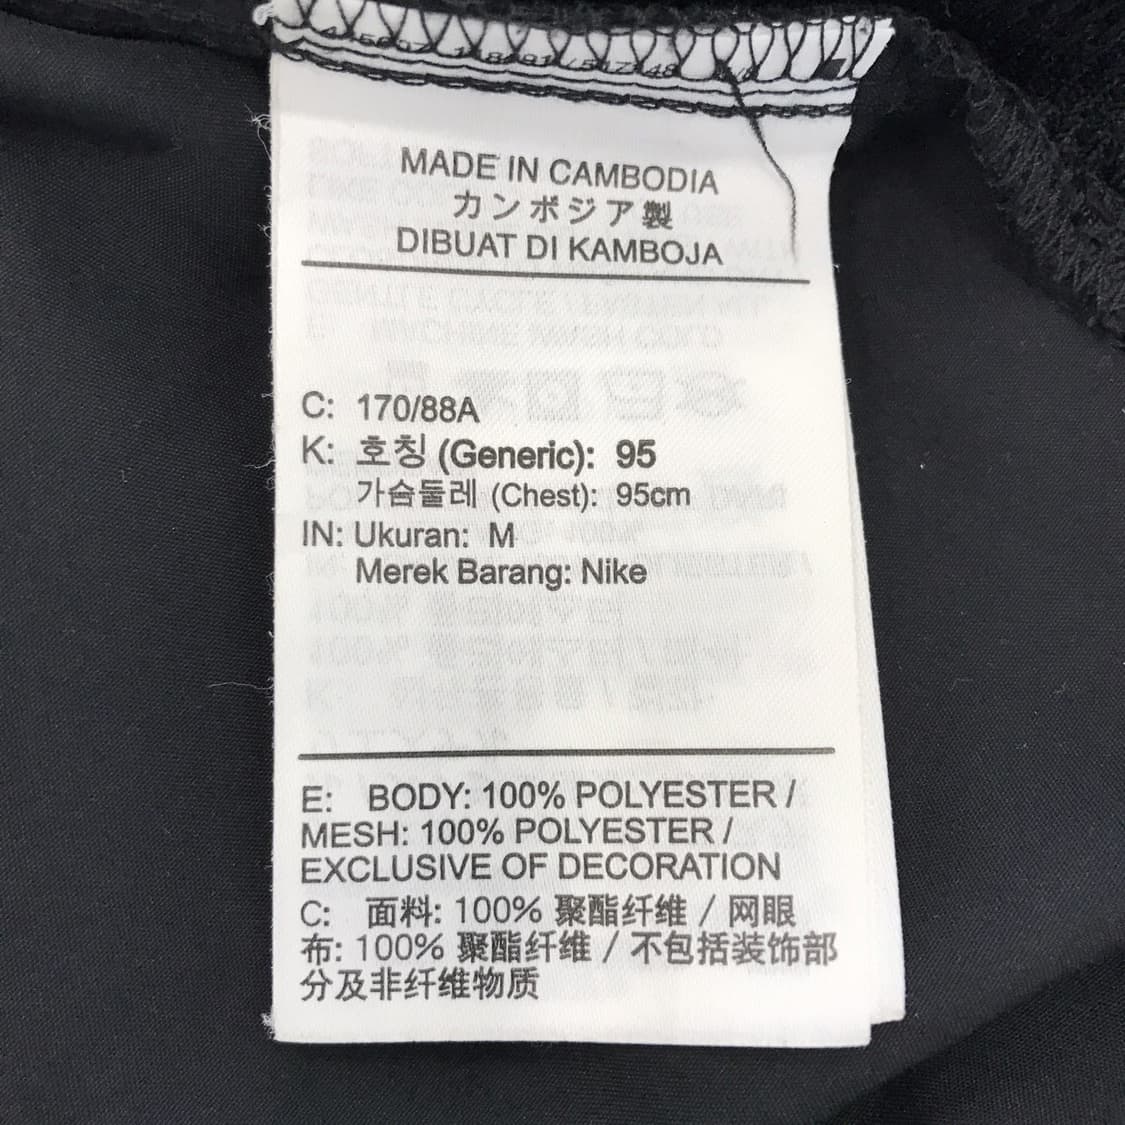 MADE IN CAMBODIA
カンボジア製
DIBUAT DI KAMBOJA
C: 170/88A
K: 호칭 (Generic): 95
가슴둘레 (Chest): 95cm
IN: Ukuran: M
Merek Barang: Nike
E: BODY: 100% POLYESTER /
MESH: 100% POLYESTER /
EXCLUSIVE OF DECORATION
C: 面料: 100% 聚酯纤维 / 网眼
布: 100% 聚酯纤维 / 不包括装饰部
分及非纤维物质